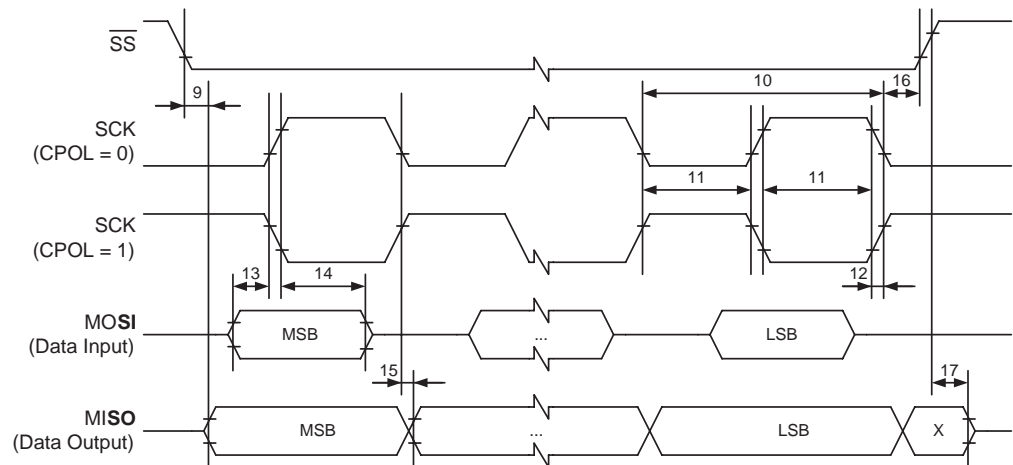 SS
9
10
16
SCK
(CPOL = 0)
11
11
SCK
(CPOL = 1)
13
14
12
MOSI
(Data Input)
MSB
...
LSB
15
17
MISO
(Data Output)
MSB
...
LSB
X